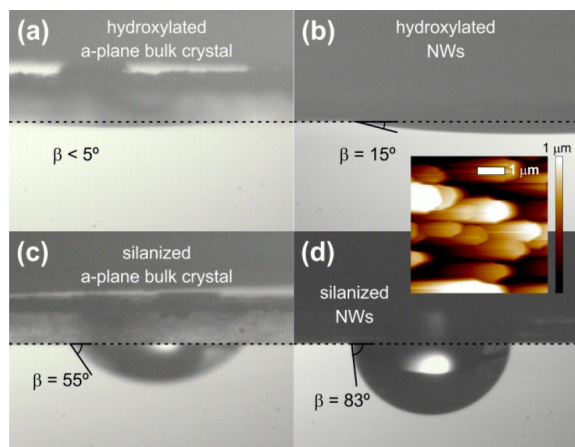 (a)
hydroxylated
a-plane bulk crystal
β < 5º
(b)
hydroxylated
NWs
β = 15º
1 μm
1 μm
(c)
silanized
a-plane bulk crystal
β = 55º
(d)
silanized
NWs
β = 83º